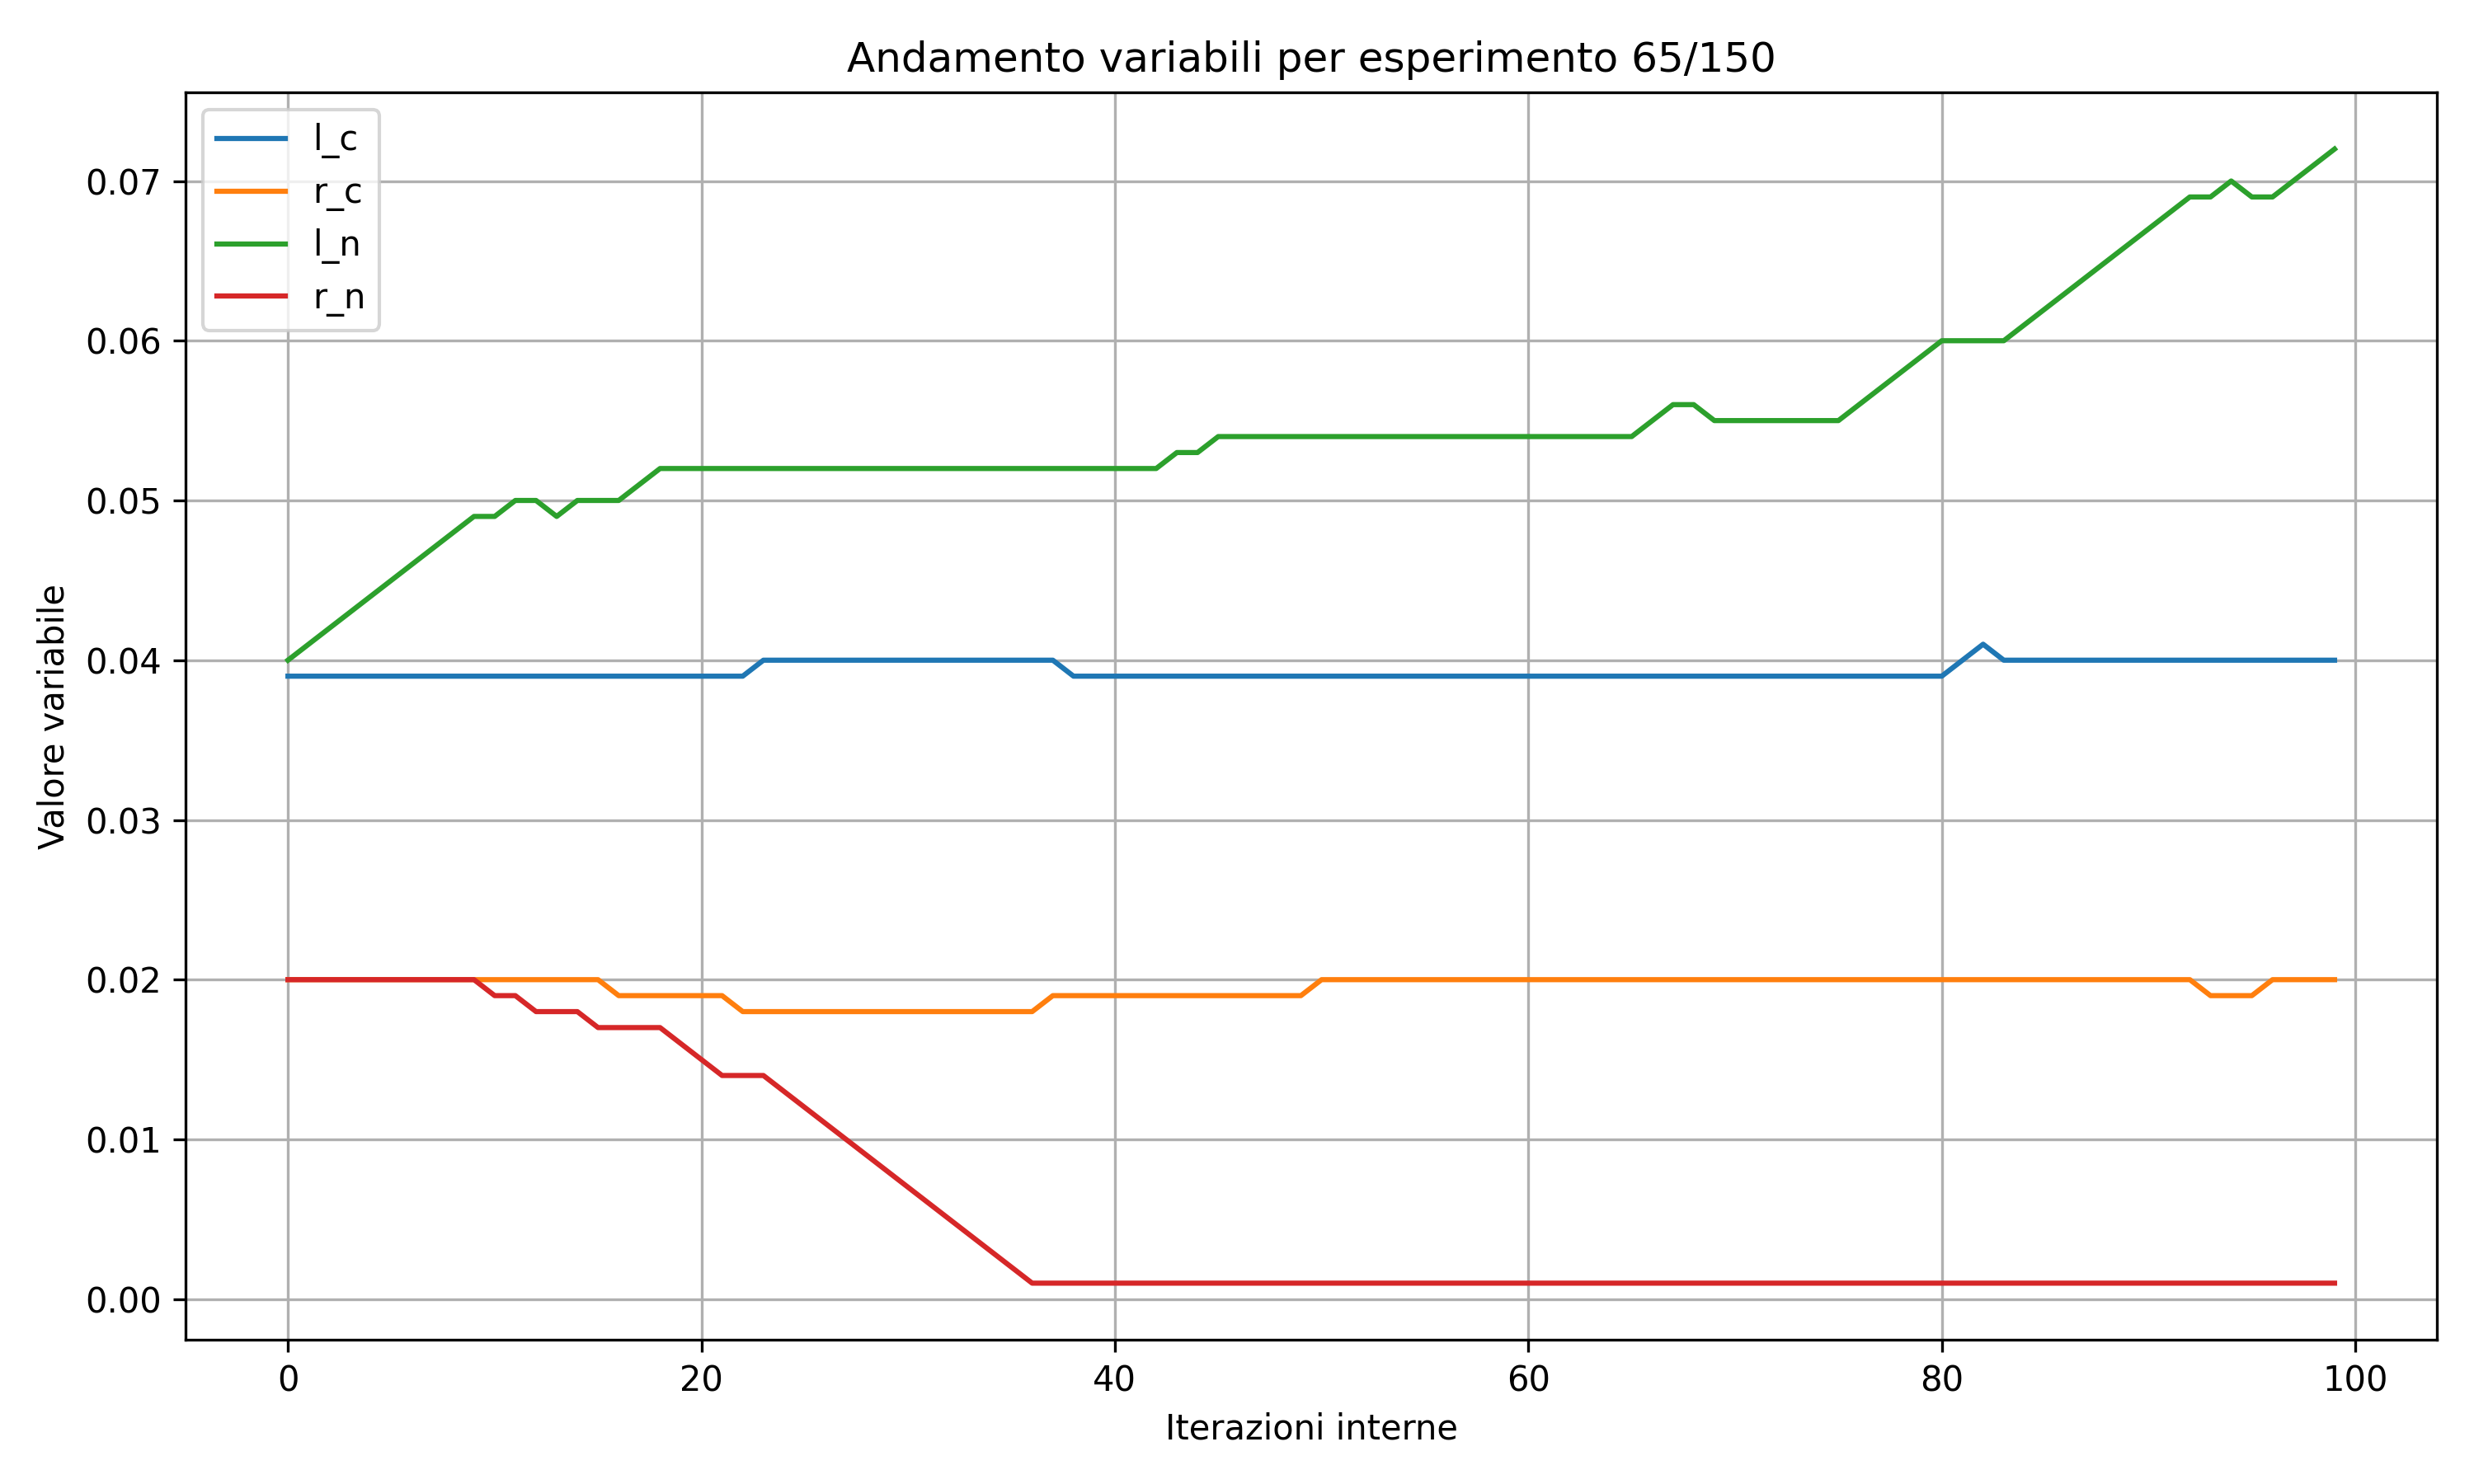 Andamento variabili per esperimento 65/150
l_c
r_c
l_n
r_n
Valore variabile
0.07
0.06
0.05
0.04
0.03
0.02
0.01
0.00
0 20 40 60 80 100
Iterazioni interne